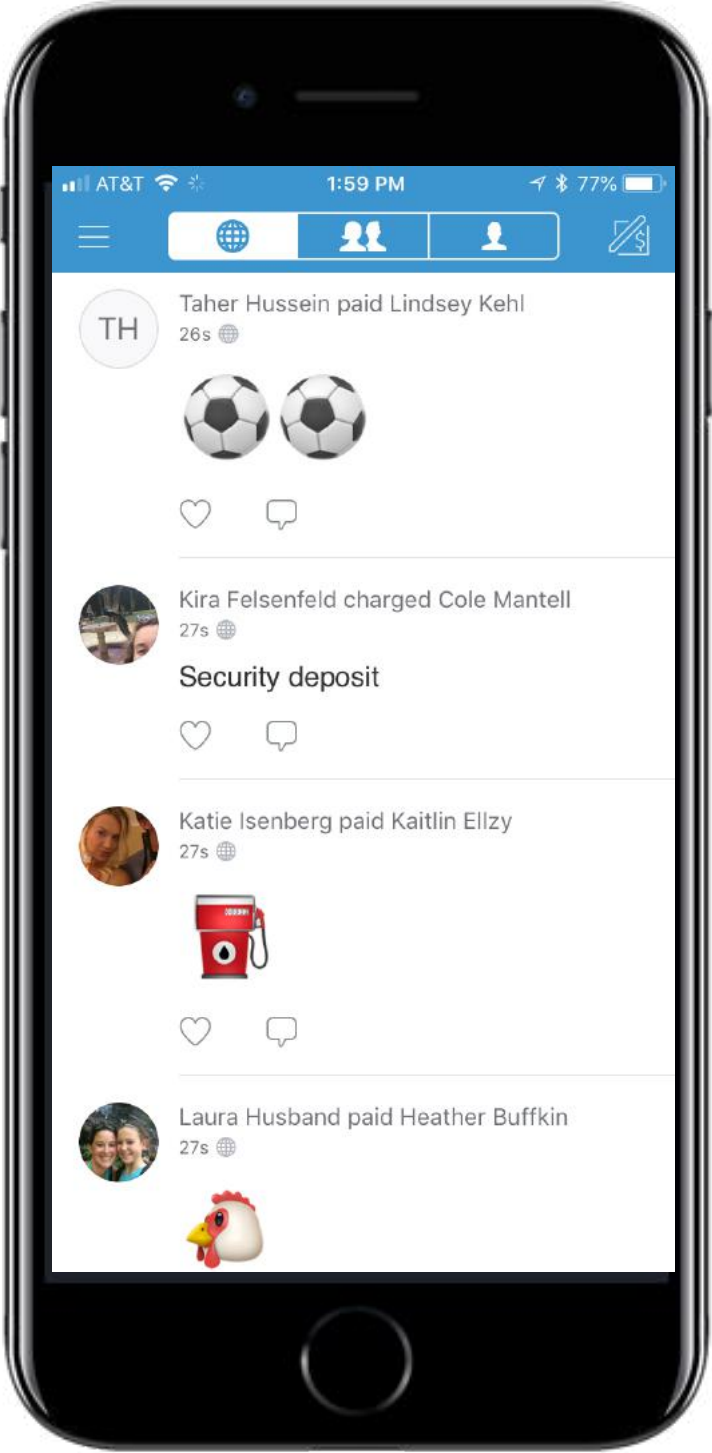 AT&T 1:59 PM 77%
TH
Taher Hussein paid Lindsey Kehl
26s
Kira Felsenfeld charged Cole Mantell
27s
Security deposit
Katie Isenberg paid Kaitlin Ellzy
27s
Laura Husband paid Heather Buffkin
27s